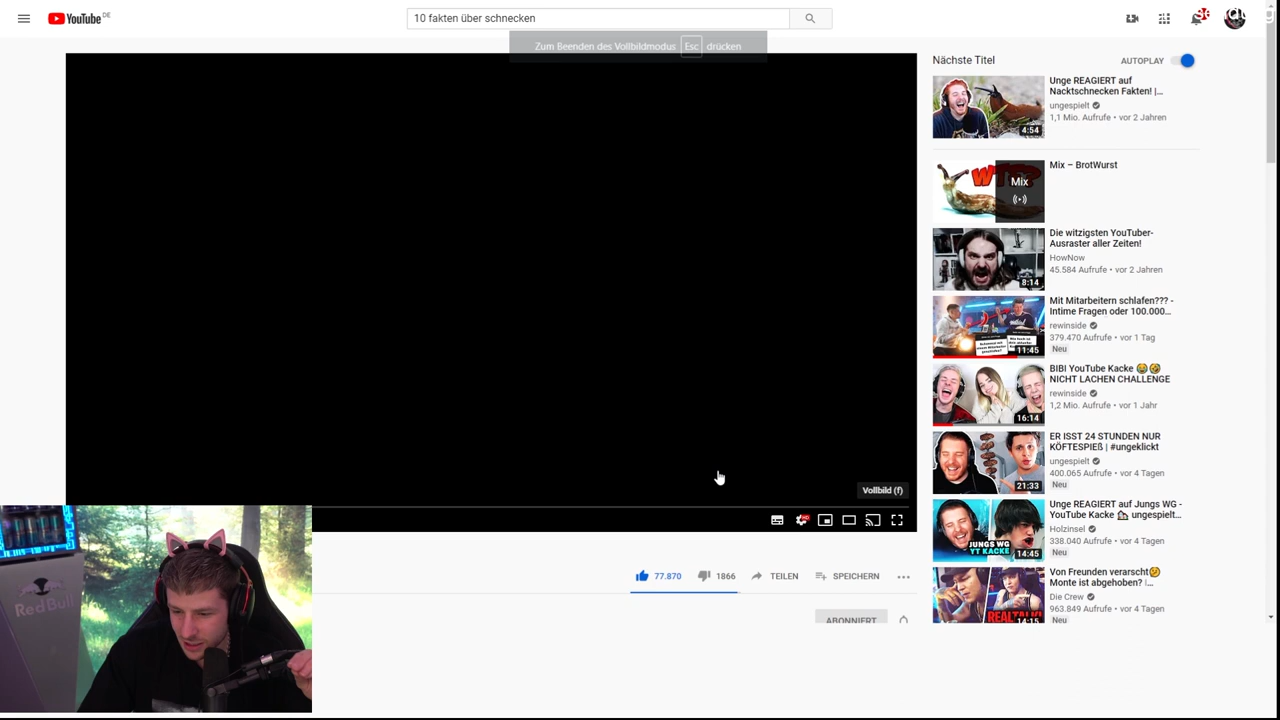 YouTube DE
10 fakten über schnecken
Zum Beenden des Vollbildmodus Esc drücken
Nächste Titel
AUTOPLAY
Unge REAGIERT auf
Nacktschnecken Fakten! |...
ungespielt
1,1 Mio. Aufrufe • vor 2 Jahren
4:54
Mix – BrotWurst
Mix
Die witzigsten YouTuber-
Ausraster aller Zeiten!
HowNow
45.584 Aufrufe • vor 2 Jahren
8:14
Mit Mitarbeitern schlafen??? -
Intime Fragen oder 100.000...
rewinside
379.470 Aufrufe • vor 1 Tag
Neu
11:45
BIBI YouTube Kacke 😂🤣
NICHT LACHEN CHALLENGE
rewinside
1,2 Mio. Aufrufe • vor 1 Jahr
16:14
ER ISST 24 STUNDEN NUR
KÖFTESPIEß | #ungeklickt
ungespielt
400.065 Aufrufe • vor 4 Tagen
Neu
21:33
Unge REAGIERT auf Jungs WG -
YouTube Kacke 🏠 ungespielt...
Holzinsel
338.040 Aufrufe • vor 4 Tagen
Neu
JUNGS WG
YT KACKE
14:45
Von Freunden verarscht😕
Monte ist abgehoben?
Die Crew
963.849 Aufrufe • vor 4 Tagen
Neu
REALTALK
14:15
Vollbild (f)
77.870
1866
TEILEN
SPEICHERN
ABONNIERT
Red Bull